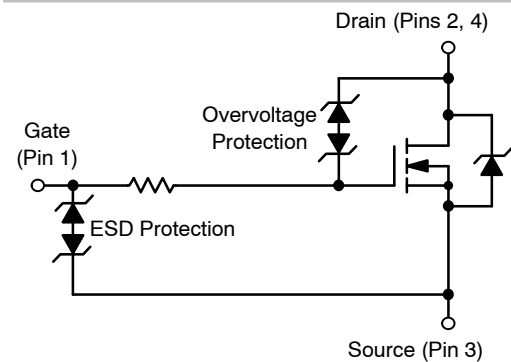 Drain (Pins 2, 4)
Overvoltage
Protection
Gate
(Pin 1)
ESD Protection
Source (Pin 3)